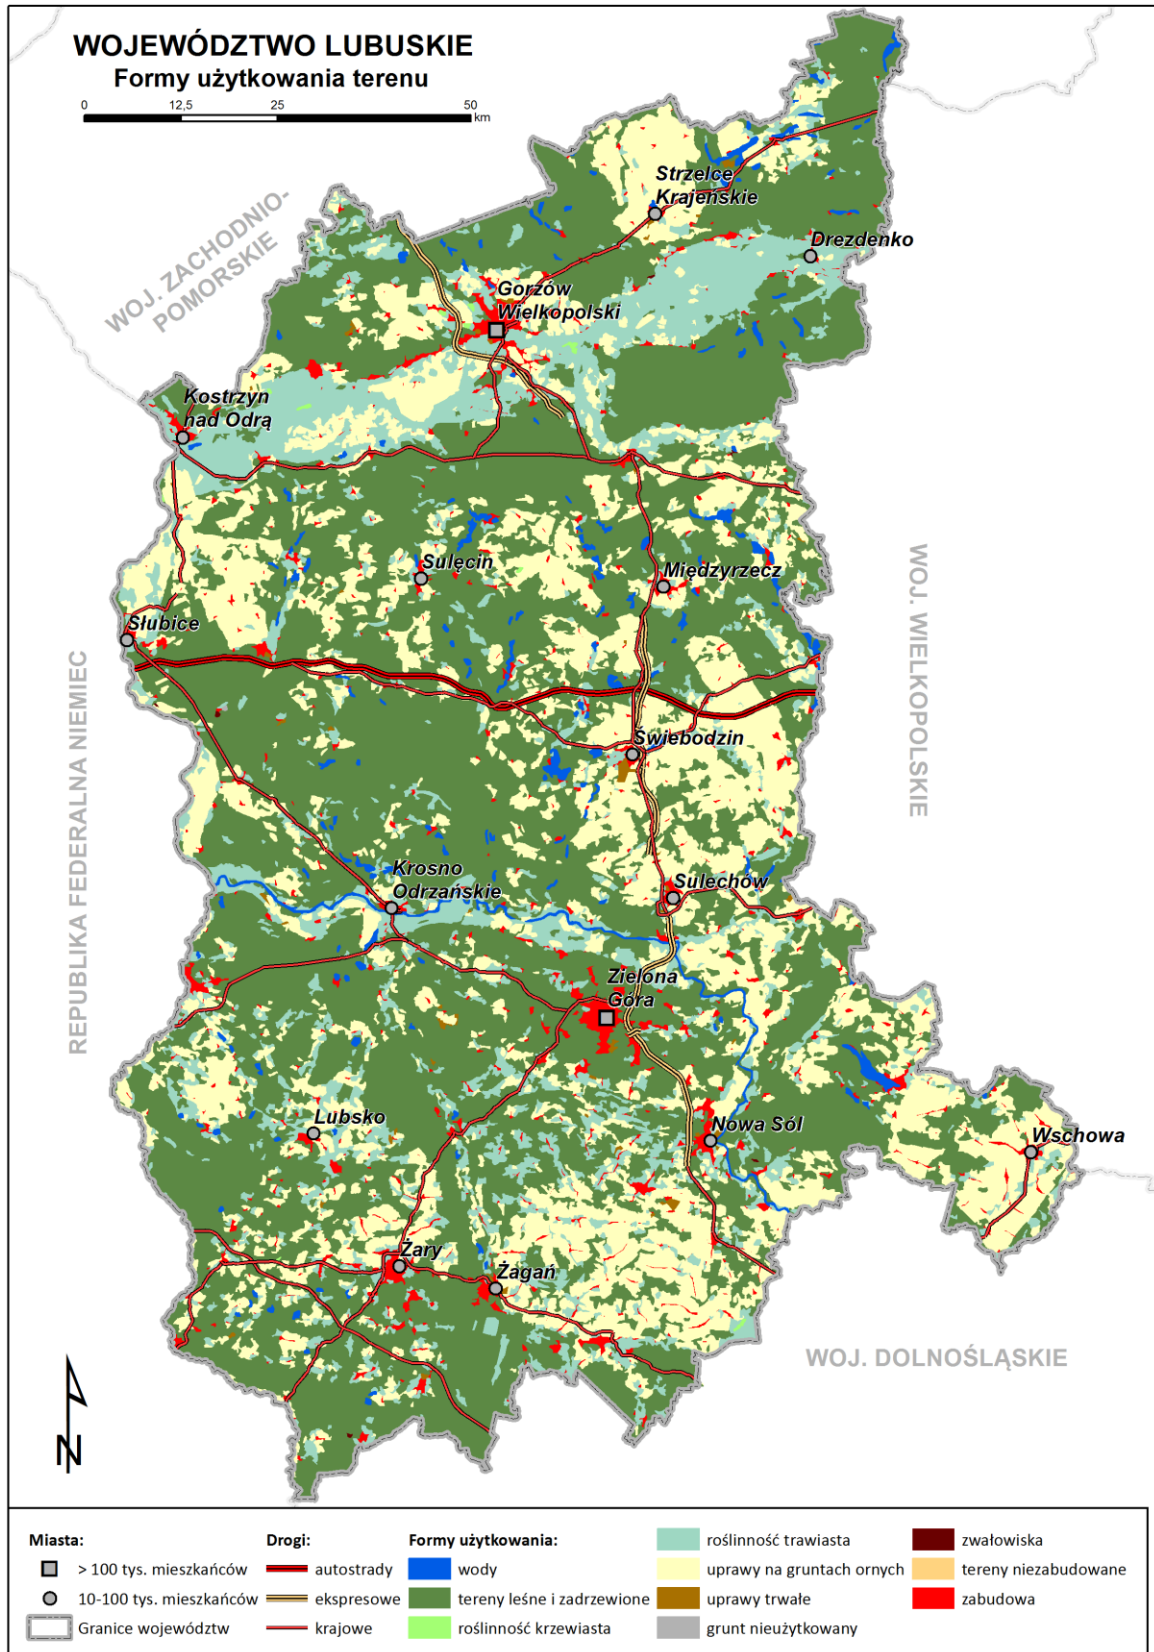 WOJEWÓDZTWO LUBUSKIE
Formy użytkowania terenu
0 12,5 25 50
km
WOJ. ZACHODNIO-
POMORSKIE
Strzelce
Krajeńskie
Drezdenko
Gorzów
Wielkopolski
Kostrzyn
nad Odrą
Sulęcin
Międzyrzecz
Słubice
WOJ. WIELKOPOLSKIE
REPUBLIKA FEDERALNA NIEMIEC
Świebodzin
Krosno
Odrzańskie
Sulechów
Zielona
Góra
Lubsko
Nowa Sól
Wschowa
Żary
Żagań
WOJ. DOLNOŚLĄSKIE
N
Miasta:
> 100 tys. mieszkańców
10-100 tys. mieszkańców
Granice województw
Drogi:
autostrady
ekspresowe
krajowe
Formy użytkowania:
wody
tereny leśne i zadrzewione
roślinność krzewiasta
roślinność trawiasta
uprawy na gruntach ornych
uprawy trwałe
grunt nieużytkowany
zwałowiska
tereny niezabudowane
zabudowa